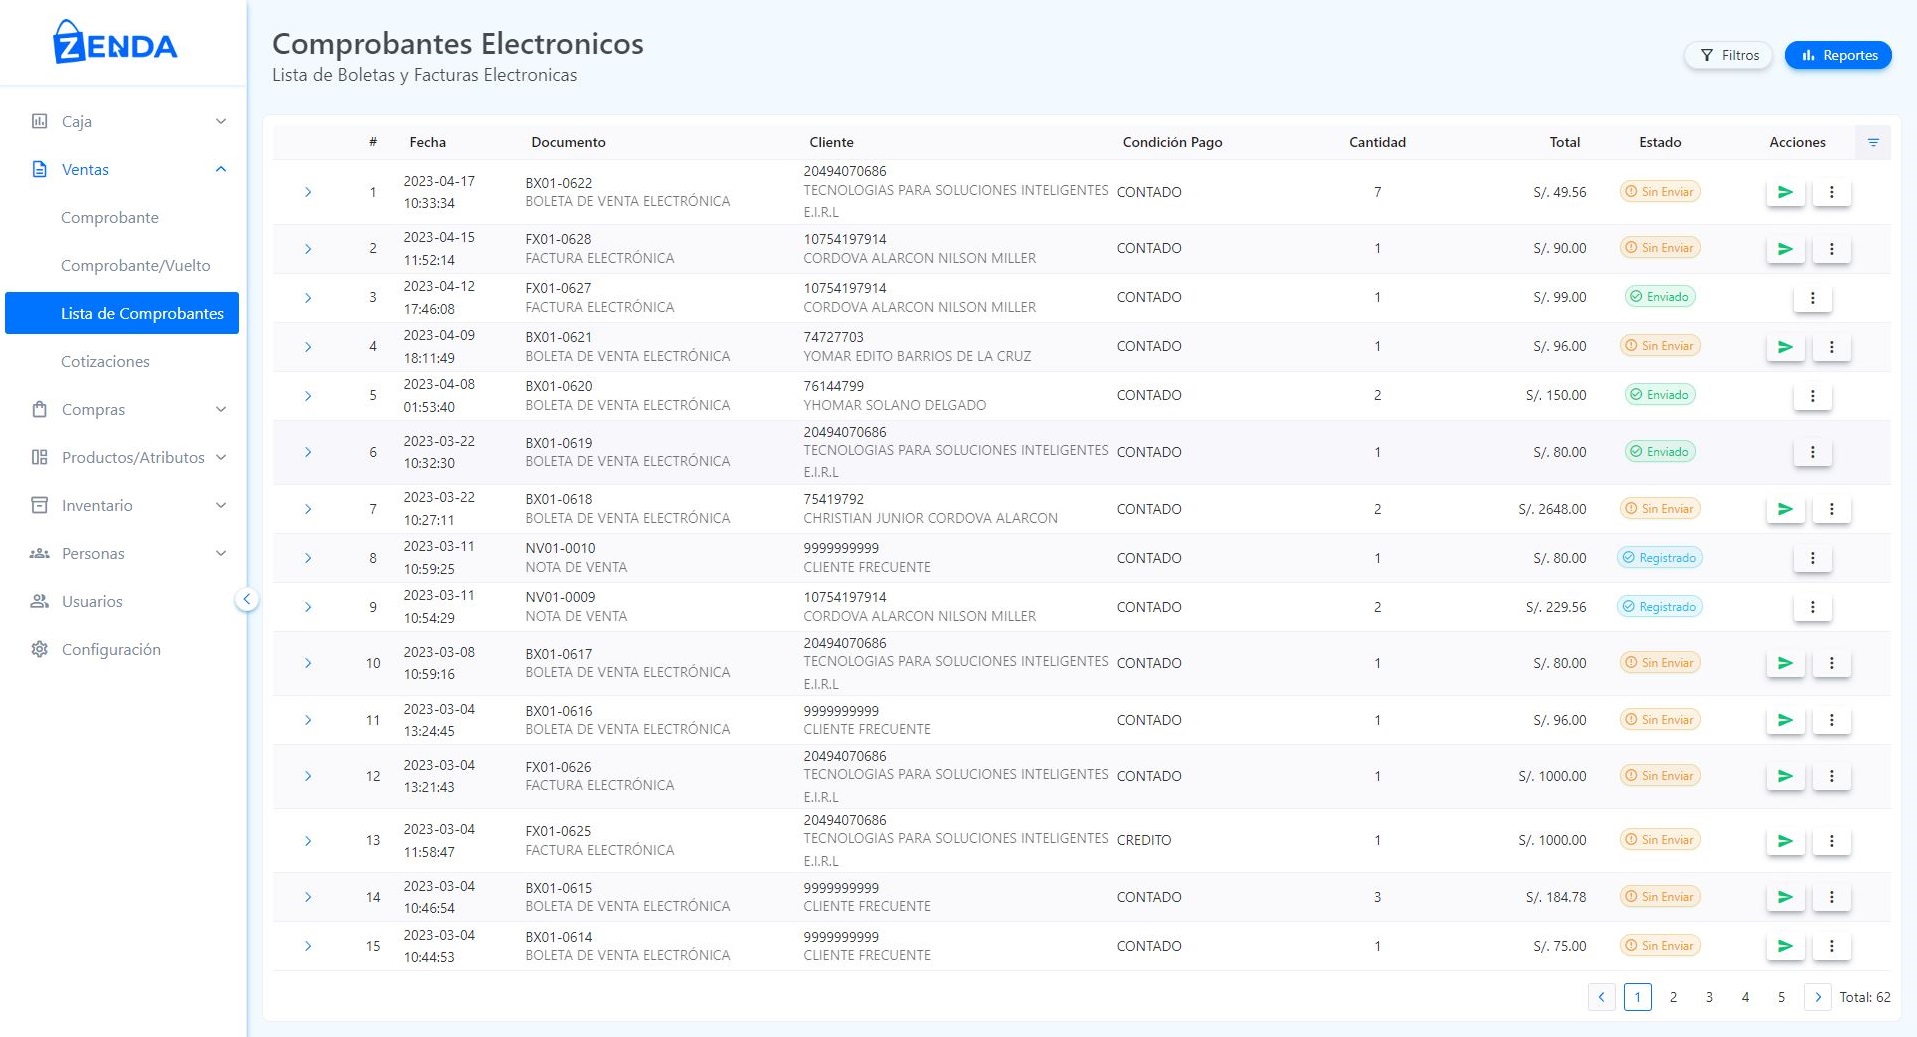 ZENDA
Caja
Ventas
Comprobante
Comprobante/Vuelto
Lista de Comprobantes
Cotizaciones
Compras
Productos/Atributos
Inventario
Personas
Usuarios
Configuración
Comprobantes Electronicos
Lista de Boletas y Facturas Electronicas
Filtros
Reportes
# Fecha Documento Cliente Condición Pago Cantidad Total Estado Acciones
1 2023-04-17 10:33:34 BX01-0622 BOLETA DE VENTA ELECTRÓNICA 20494070686 TECNOLOGIAS PARA SOLUCIONES INTELIGENTES E.I.R.L CONTADO 7 S/. 49.56 Sin Enviar
2 2023-04-15 11:52:14 FX01-0628 FACTURA ELECTRÓNICA 10754197914 CORDOVA ALARCON NILSON MILLER CONTADO 1 S/. 90.00 Sin Enviar
3 2023-04-12 17:46:08 FX01-0627 FACTURA ELECTRÓNICA 10754197914 CORDOVA ALARCON NILSON MILLER CONTADO 1 S/. 99.00 Enviado
4 2023-04-09 18:11:49 BX01-0621 BOLETA DE VENTA ELECTRÓNICA 74727703 YOMAR EDITO BARRIOS DE LA CRUZ CONTADO 1 S/. 96.00 Sin Enviar
5 2023-04-08 01:53:40 BX01-0620 BOLETA DE VENTA ELECTRÓNICA 76144799 YHOMAR SOLANO DELGADO CONTADO 2 S/. 150.00 Enviado
6 2023-03-22 10:32:30 BX01-0619 BOLETA DE VENTA ELECTRÓNICA 20494070686 TECNOLOGIAS PARA SOLUCIONES INTELIGENTES E.I.R.L CONTADO 1 S/. 80.00 Enviado
7 2023-03-22 10:27:11 BX01-0618 BOLETA DE VENTA ELECTRÓNICA 75419792 CHRISTIAN JUNIOR CORDOVA ALARCON CONTADO 2 S/. 2648.00 Sin Enviar
8 2023-03-11 10:59:25 NV01-0010 NOTA DE VENTA 9999999999 CLIENTE FRECUENTE CONTADO 1 S/. 80.00 Registrado
9 2023-03-11 10:54:29 NV01-0009 NOTA DE VENTA 10754197914 CORDOVA ALARCON NILSON MILLER CONTADO 2 S/. 229.56 Registrado
10 2023-03-08 10:59:16 BX01-0617 BOLETA DE VENTA ELECTRÓNICA 20494070686 TECNOLOGIAS PARA SOLUCIONES INTELIGENTES E.I.R.L CONTADO 1 S/. 80.00 Sin Enviar
11 2023-03-04 13:24:45 BX01-0616 BOLETA DE VENTA ELECTRÓNICA 9999999999 CLIENTE FRECUENTE CONTADO 1 S/. 96.00 Sin Enviar
12 2023-03-04 13:21:43 FX01-0626 FACTURA ELECTRÓNICA 20494070686 TECNOLOGIAS PARA SOLUCIONES INTELIGENTES E.I.R.L CONTADO 1 S/. 1000.00 Sin Enviar
13 2023-03-04 11:58:47 FX01-0625 FACTURA ELECTRÓNICA 20494070686 TECNOLOGIAS PARA SOLUCIONES INTELIGENTES E.I.R.L CREDITO 1 S/. 1000.00 Sin Enviar
14 2023-03-04 10:46:54 BX01-0615 BOLETA DE VENTA ELECTRÓNICA 9999999999 CLIENTE FRECUENTE CONTADO 3 S/. 184.78 Sin Enviar
15 2023-03-04 10:44:53 BX01-0614 BOLETA DE VENTA ELECTRÓNICA 9999999999 CLIENTE FRECUENTE CONTADO 1 S/. 75.00 Sin Enviar
1 2 3 4 5 Total: 62